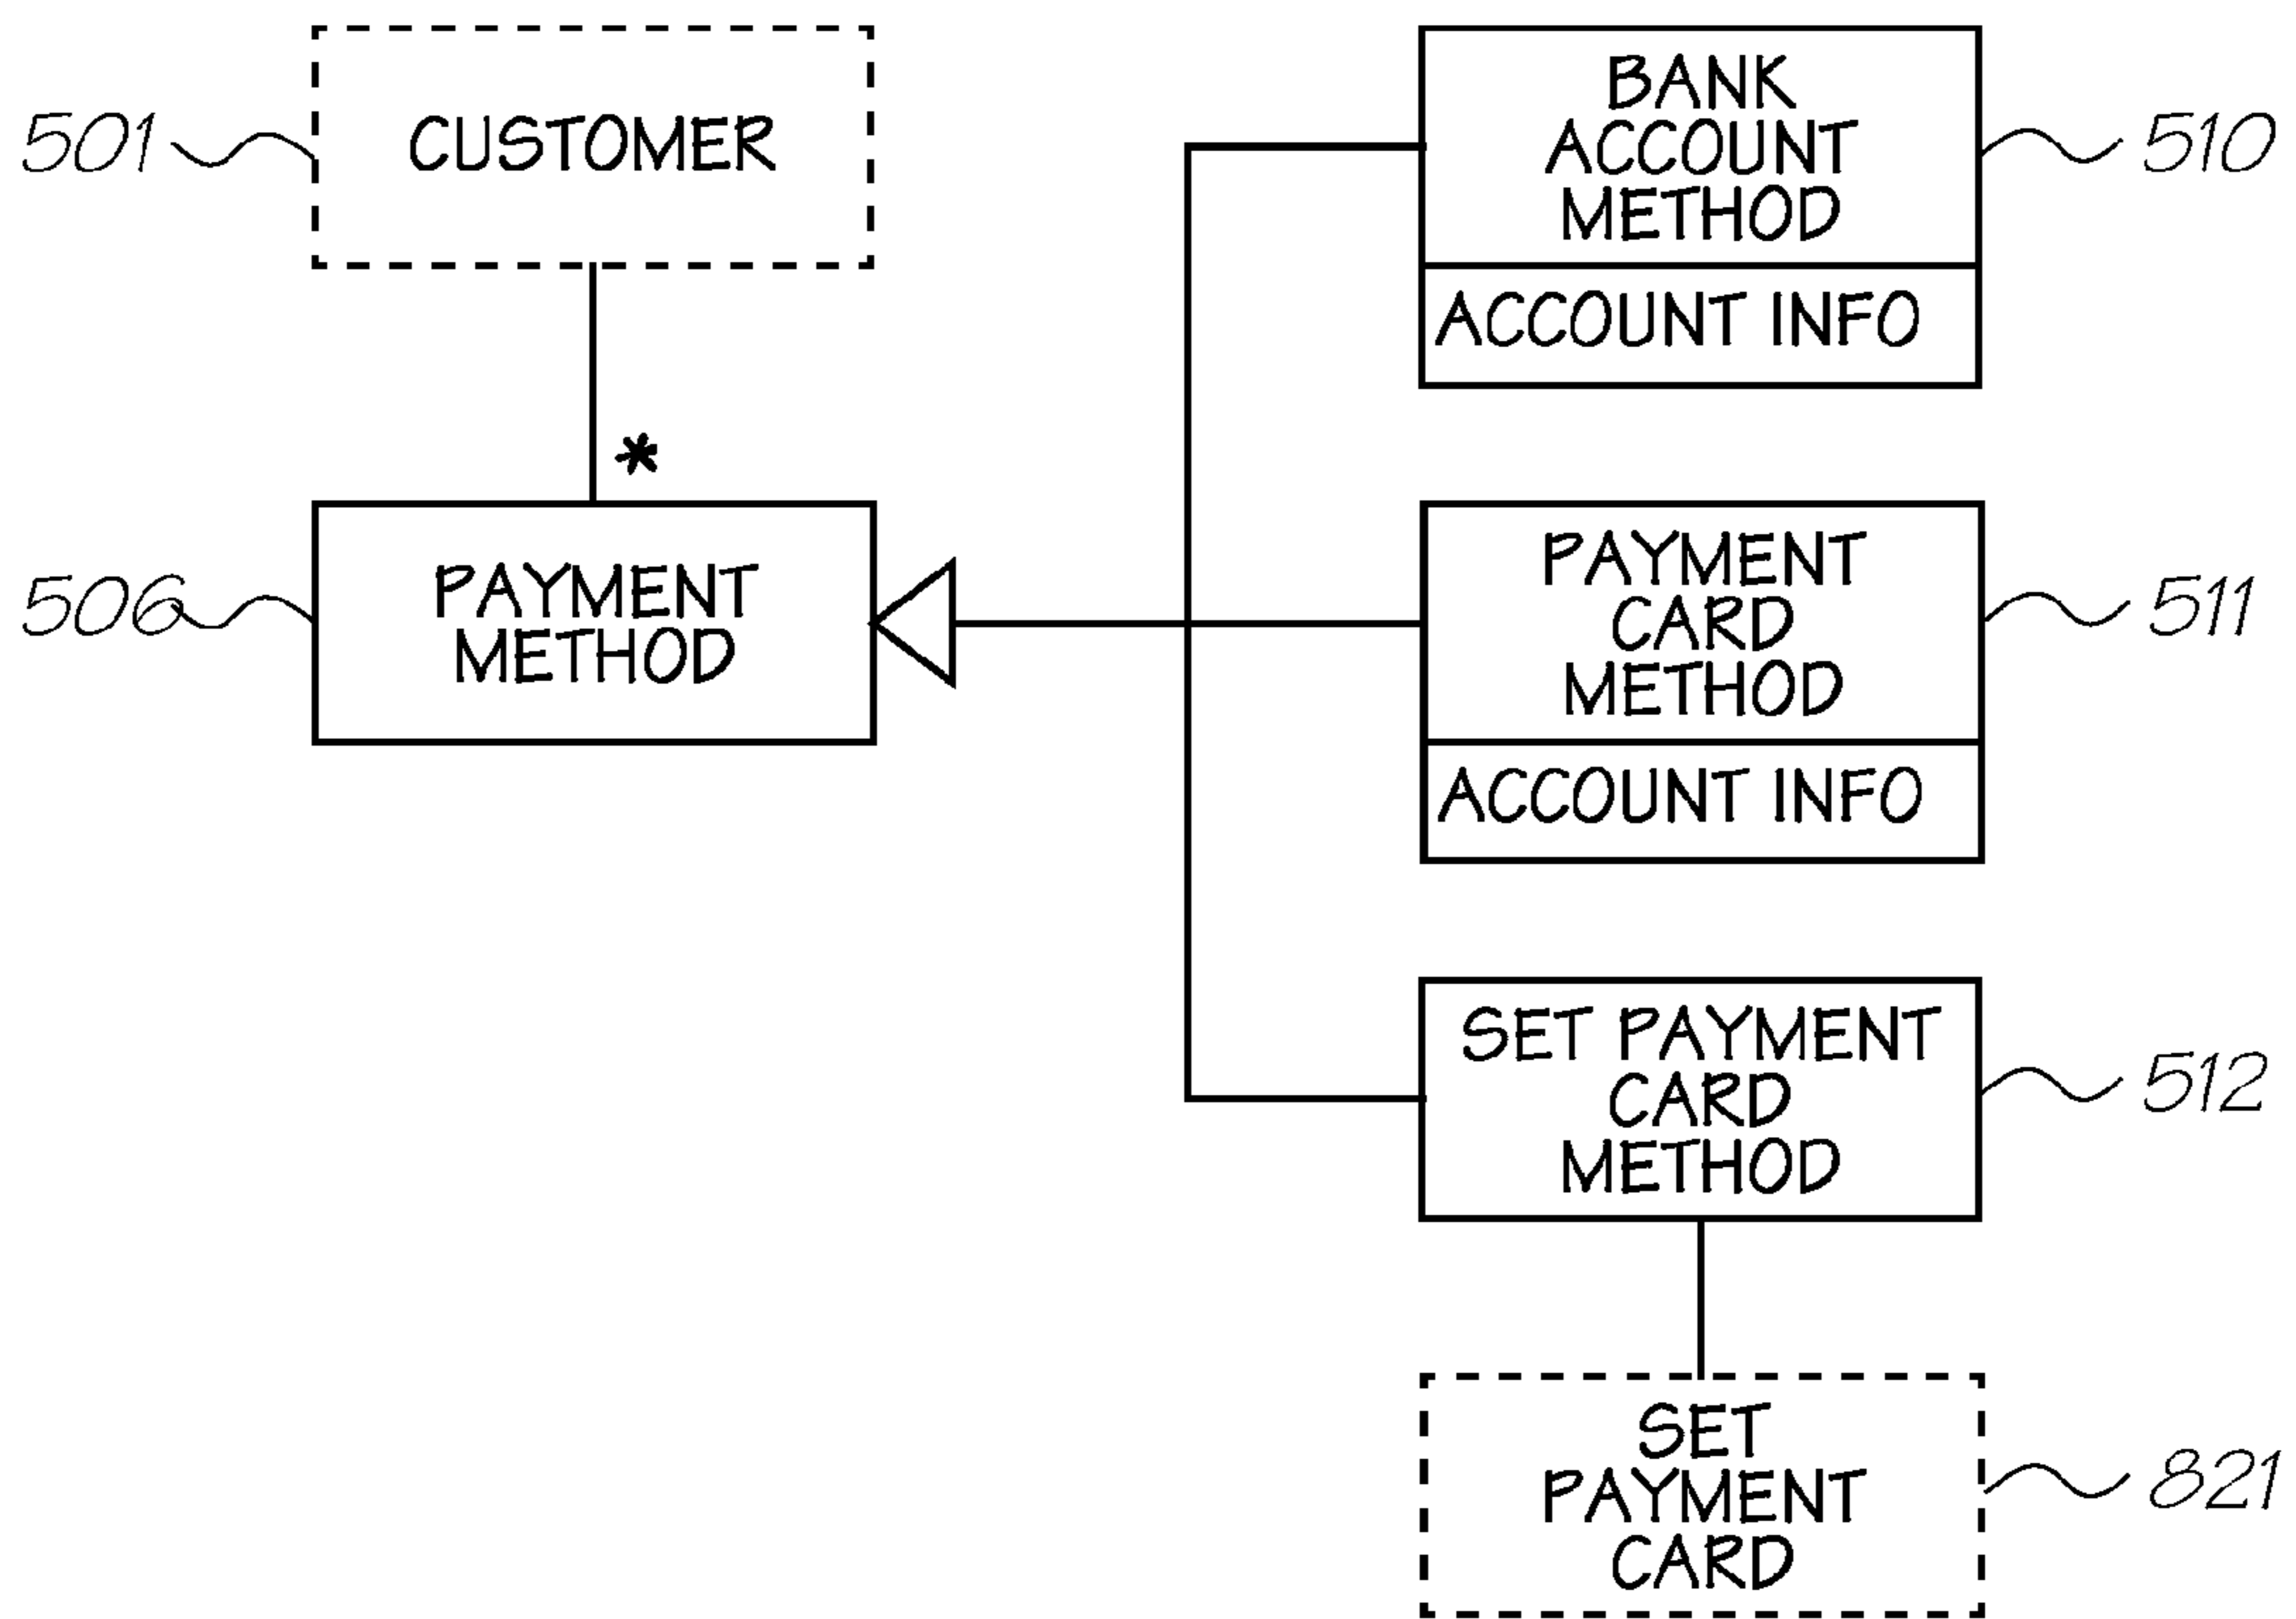 501
CUSTOMER
*
506
PAYMENT
METHOD
BANK
ACCOUNT
METHOD
510
ACCOUNT INFO
PAYMENT
CARD
METHOD
511
ACCOUNT INFO
SET PAYMENT
CARD
METHOD
512
SET
PAYMENT
CARD
821